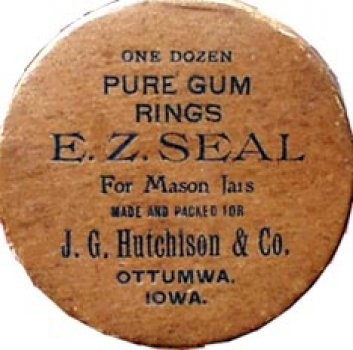 ONE DOZEN
PURE GUM
RINGS
E. Z. SEAL
For Mason Jars
MADE AND PACKED FOR
J. G. Hutchison & Co.
OTTUMWA.
IOWA.